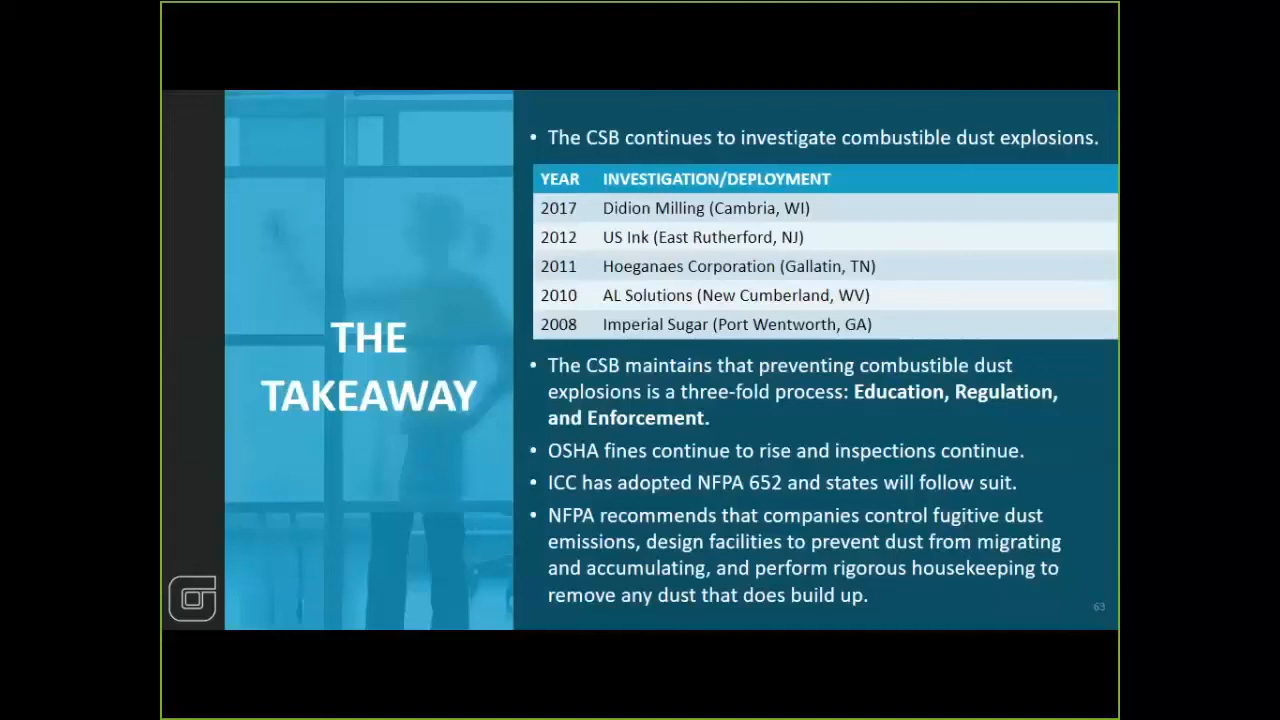 THE
TAKEAWAY
• The CSB continues to investigate combustible dust explosions.
YEAR INVESTIGATION/DEPLOYMENT
2017 Didion Milling (Cambria, WI)
2012 US Ink (East Rutherford, NJ)
2011 Hoeganaes Corporation (Gallatin, TN)
2010 AL Solutions (New Cumberland, WV)
2008 Imperial Sugar (Port Wentworth, GA)
• The CSB maintains that preventing combustible dust
explosions is a three-fold process: Education, Regulation,
and Enforcement.
• OSHA fines continue to rise and inspections continue.
• ICC has adopted NFPA 652 and states will follow suit.
• NFPA recommends that companies control fugitive dust
emissions, design facilities to prevent dust from migrating
and accumulating, and perform rigorous housekeeping to
remove any dust that does build up.
63